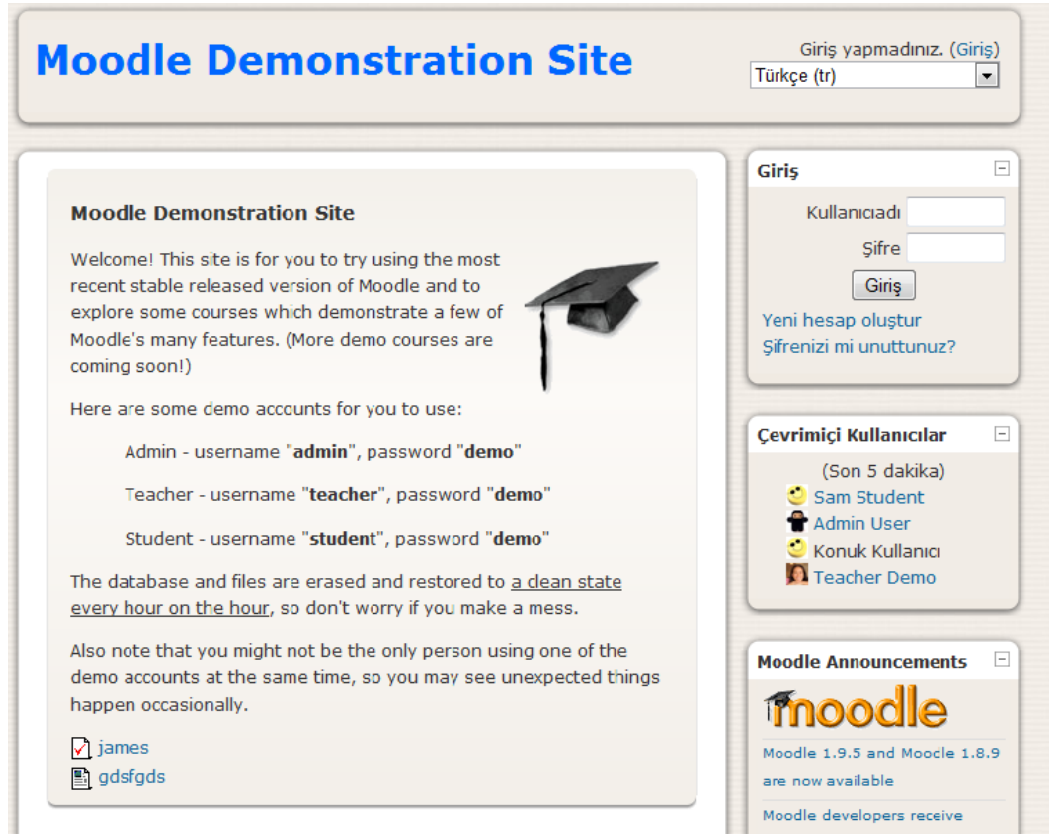 Moodle Demonstration Site
Giriş yapmadınız. (Giriş)
Türkçe (tr)
Moodle Demonstration Site
Welcome! This site is for you to try using the most
recent stable released version of Moodle and to
explore some courses which demonstrate a few of
Moodle's many features. (More demo courses are
coming soon!)
Here are some demo accounts for you to use:
Admin - username "admin", password "demo"
Teacher - username "teacher", password "demo"
Student - username "student", password "demo"
The database and files are erased and restored to a clean state
every hour on the hour, so don't worry if you make a mess.
Also note that you might not be the only person using one of the
demo accounts at the same time, so you may see unexpected things
happen occasionally.
james
gdsfgds
Giriş
Kullanıcıadı
Şifre
Giriş
Yeni hesap oluştur
Şifrenizi mi unuttunuz?
Çevrimiçi Kullanıcılar
(Son 5 dakika)
Sam Student
Admin User
Konuk Kullanıcı
Teacher Demo
Moodle Announcements
moodle
Moodle 1.9.5 and Moodle 1.8.9
are now available
Moodle developers receive